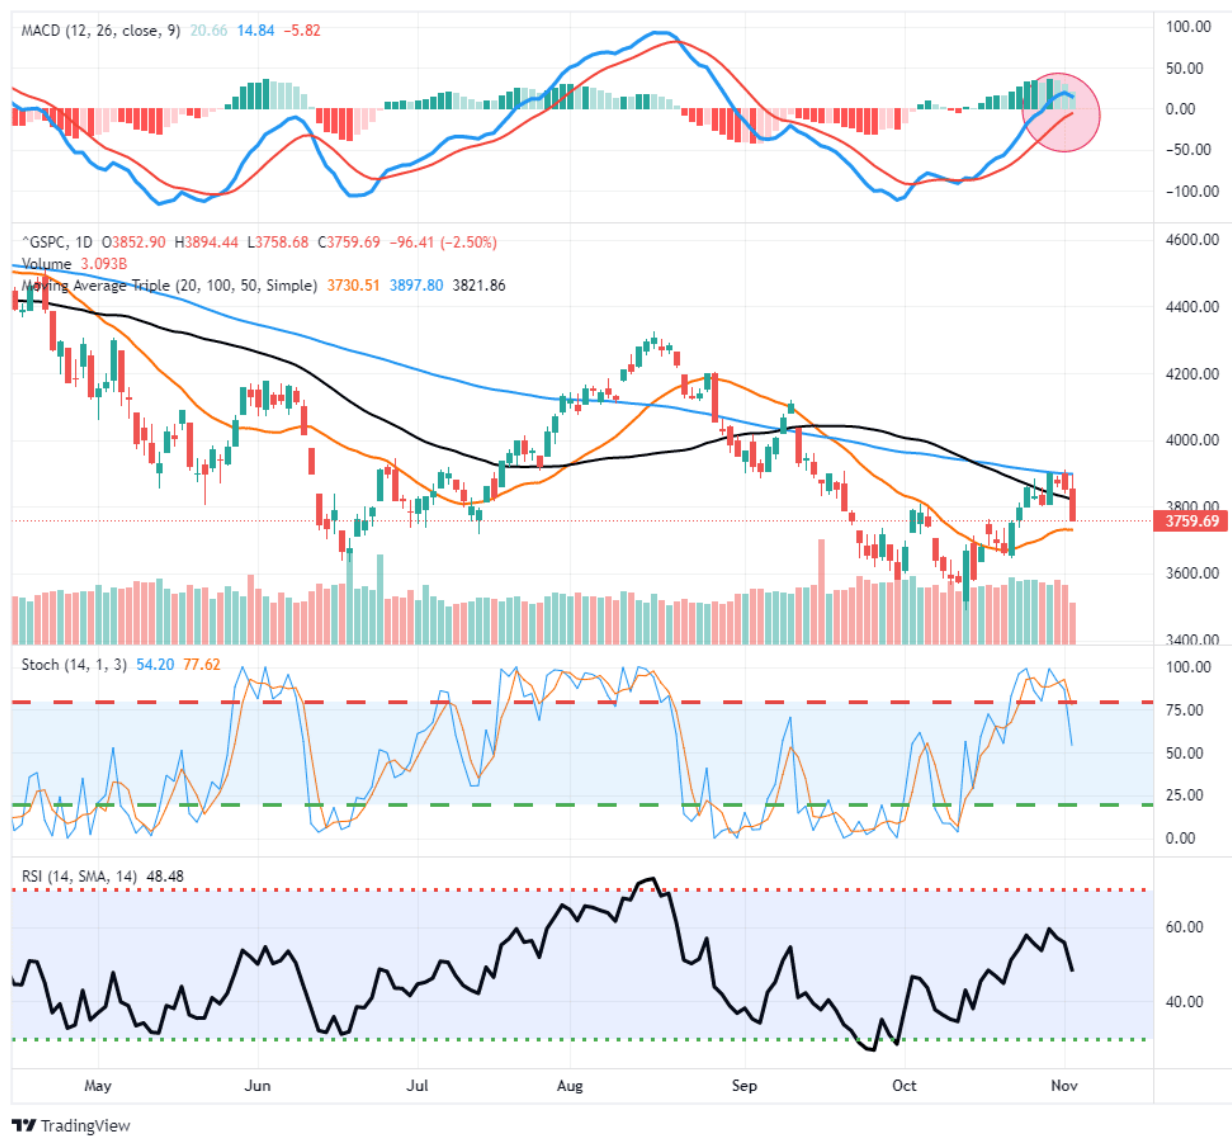 MACD (12, 26, close, 9) 20.66 14.84 −5.82
100.00
50.00
0.00
−50.00
−100.00
^GSPC, 1D O3852.90 H3894.44 L3758.68 C3759.69 −96.41 (−2.50%)
Volume 3.093B
Moving Average Triple (20, 100, 50, Simple) 3730.51 3897.80 3821.86
4600.00
4400.00
4200.00
4000.00
3800.00
3759.69
3600.00
3400.00
Stoch (14, 1, 3) 54.20 77.62
100.00
75.00
50.00
25.00
0.00
RSI (14, SMA, 14) 48.48
60.00
40.00
May Jun Jul Aug Sep Oct Nov
TradingView